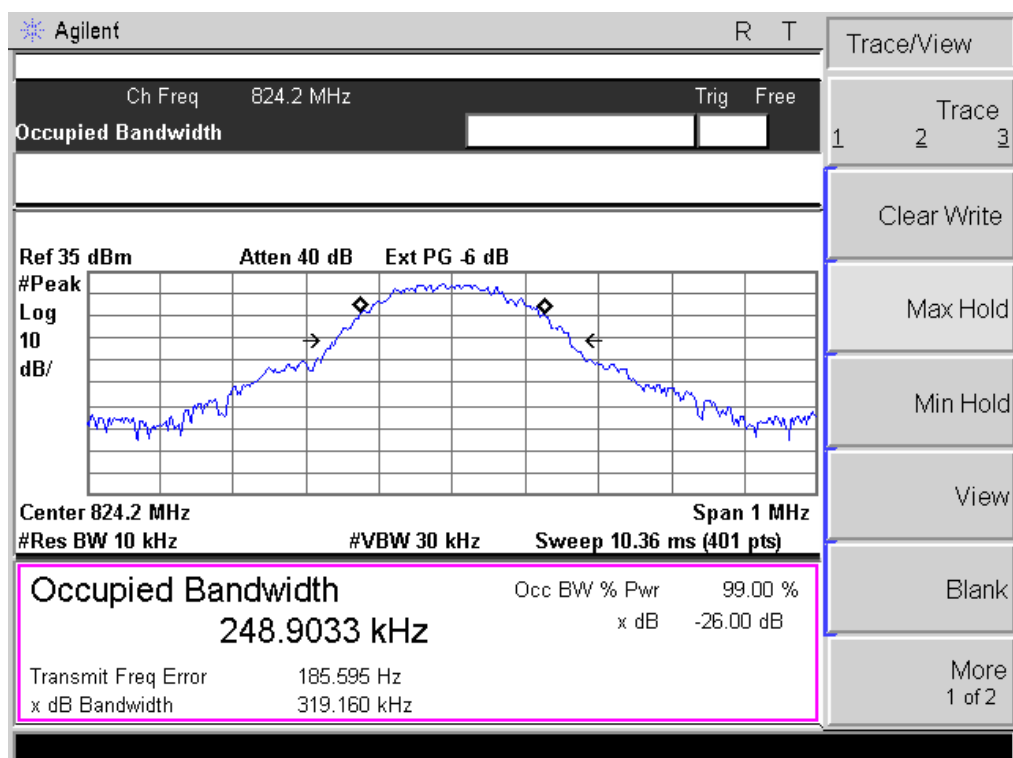 Agilent R T
Trace/View
Ch Freq 824.2 MHz Trig Free
Occupied Bandwidth
Trace
1 2 3
Clear Write
Max Hold
Min Hold
View
Blank
More
1 of 2
Ref 35 dBm Atten 40 dB Ext PG -6 dB
#Peak
Log
10
dB/
Center 824.2 MHz Span 1 MHz
#Res BW 10 kHz #VBW 30 kHz Sweep 10.36 ms (401 pts)
Occupied Bandwidth Occ BW % Pwr 99.00 %
248.9033 kHz x dB -26.00 dB
Transmit Freq Error 185.595 Hz
x dB Bandwidth 319.160 kHz